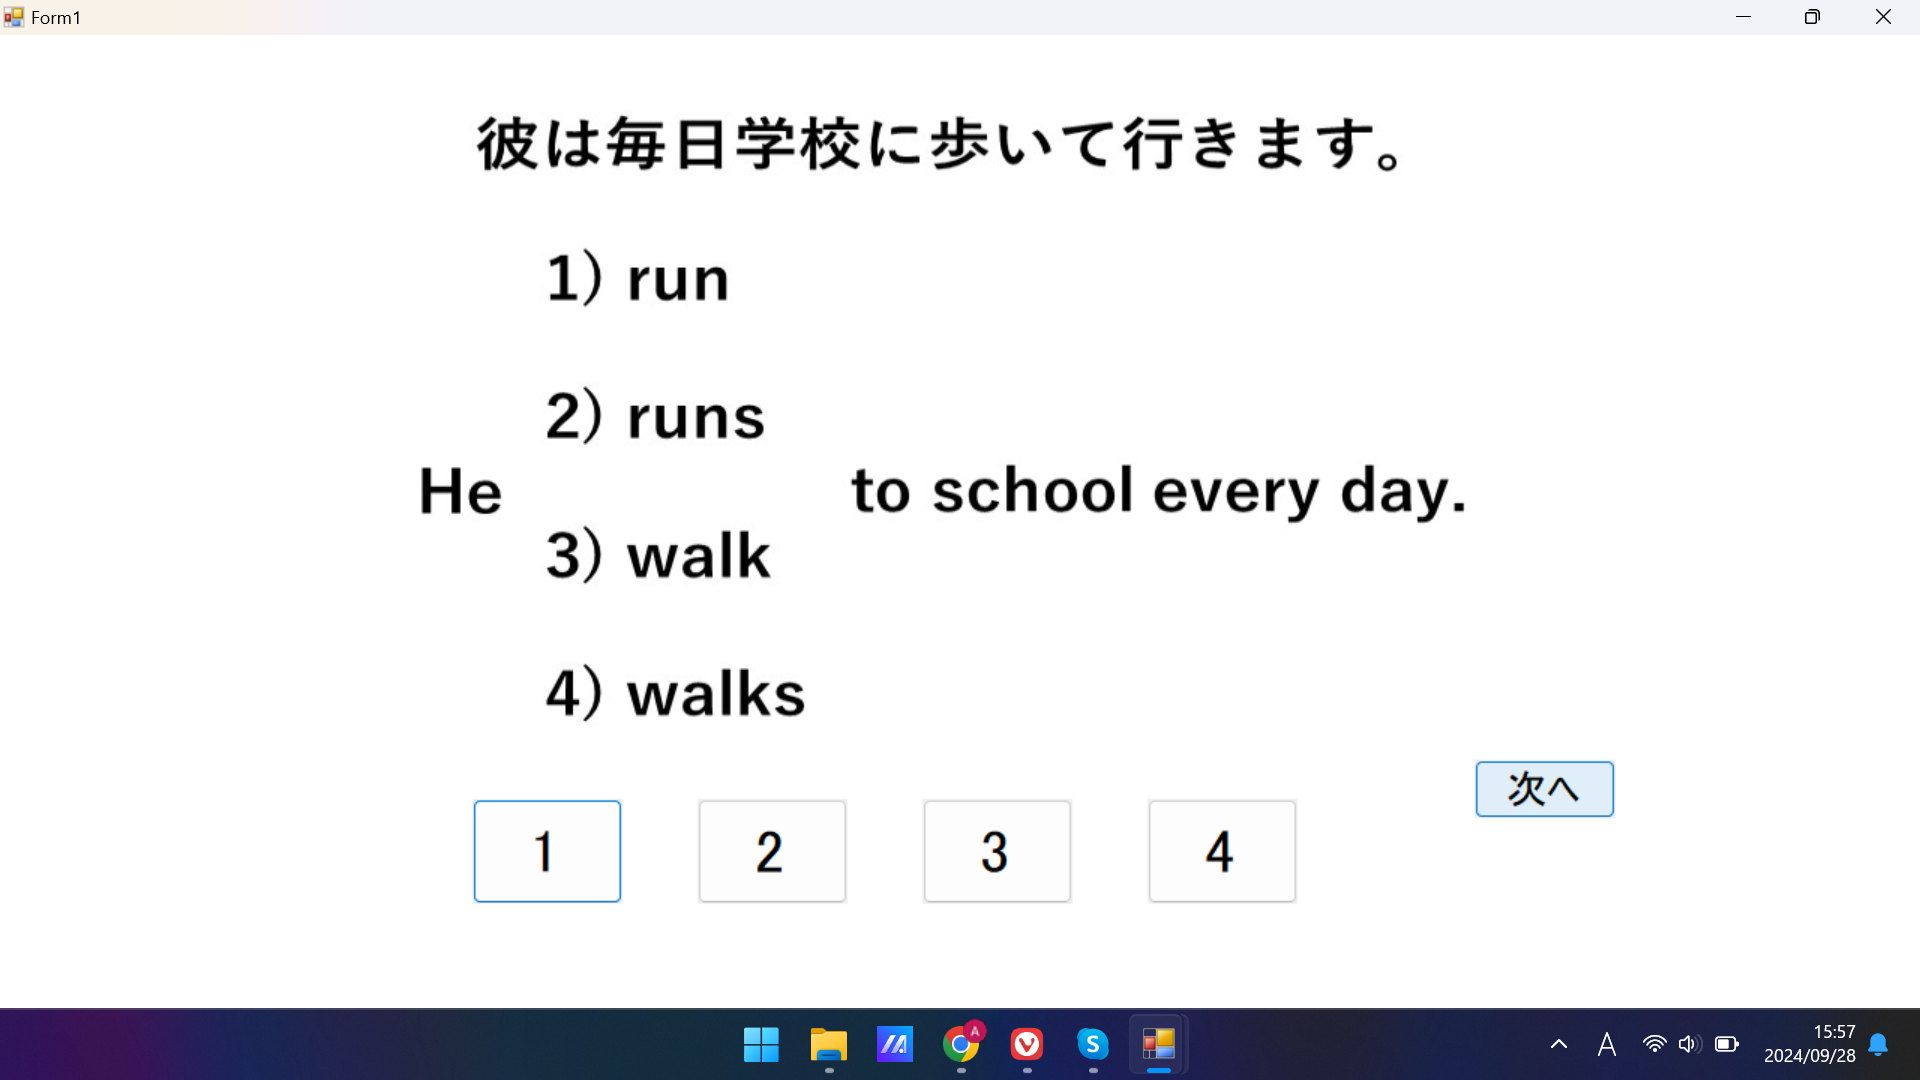 Form1
彼は毎日学校に歩いて行きます。
1) run
2) runs
He to school every day.
3) walk
4) walks
次へ
1 2 3 4
A
S
A
15:57
2024/09/28